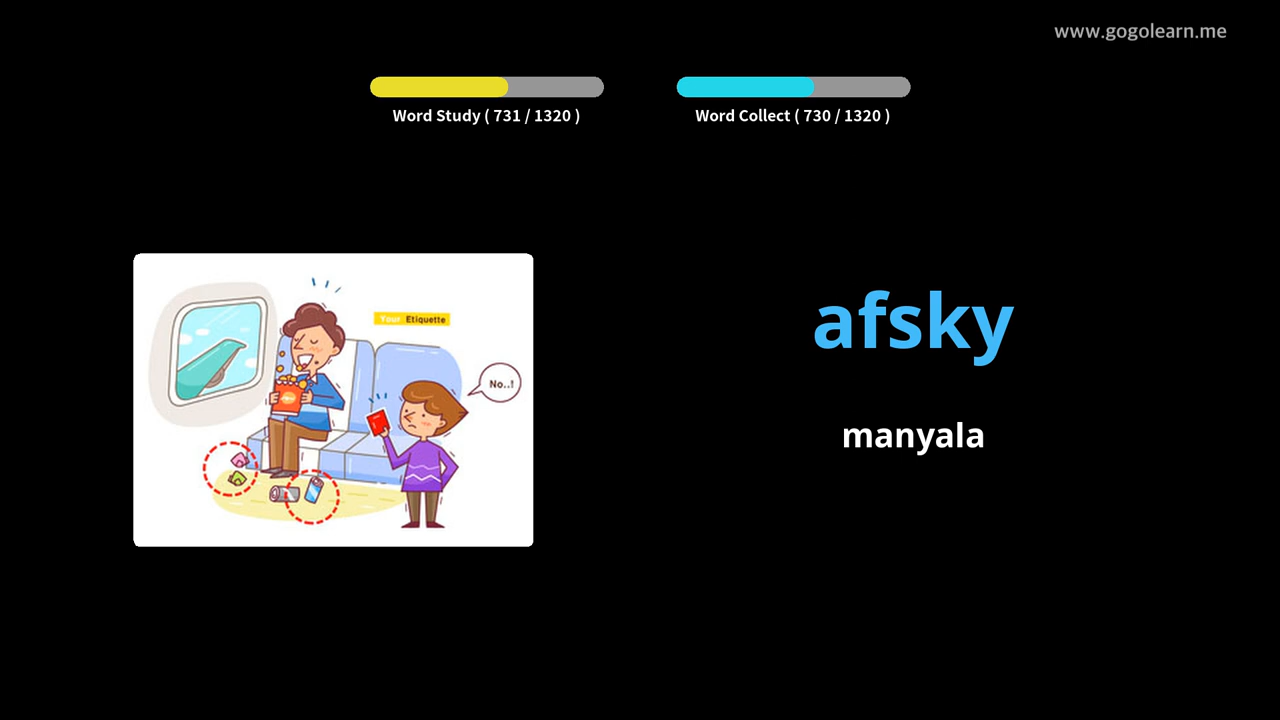 www.gogolearn.me
Word Study ( 731 / 1320 )
Word Collect ( 730 / 1320 )
Your Etiquette
No..!
afsky
manyala